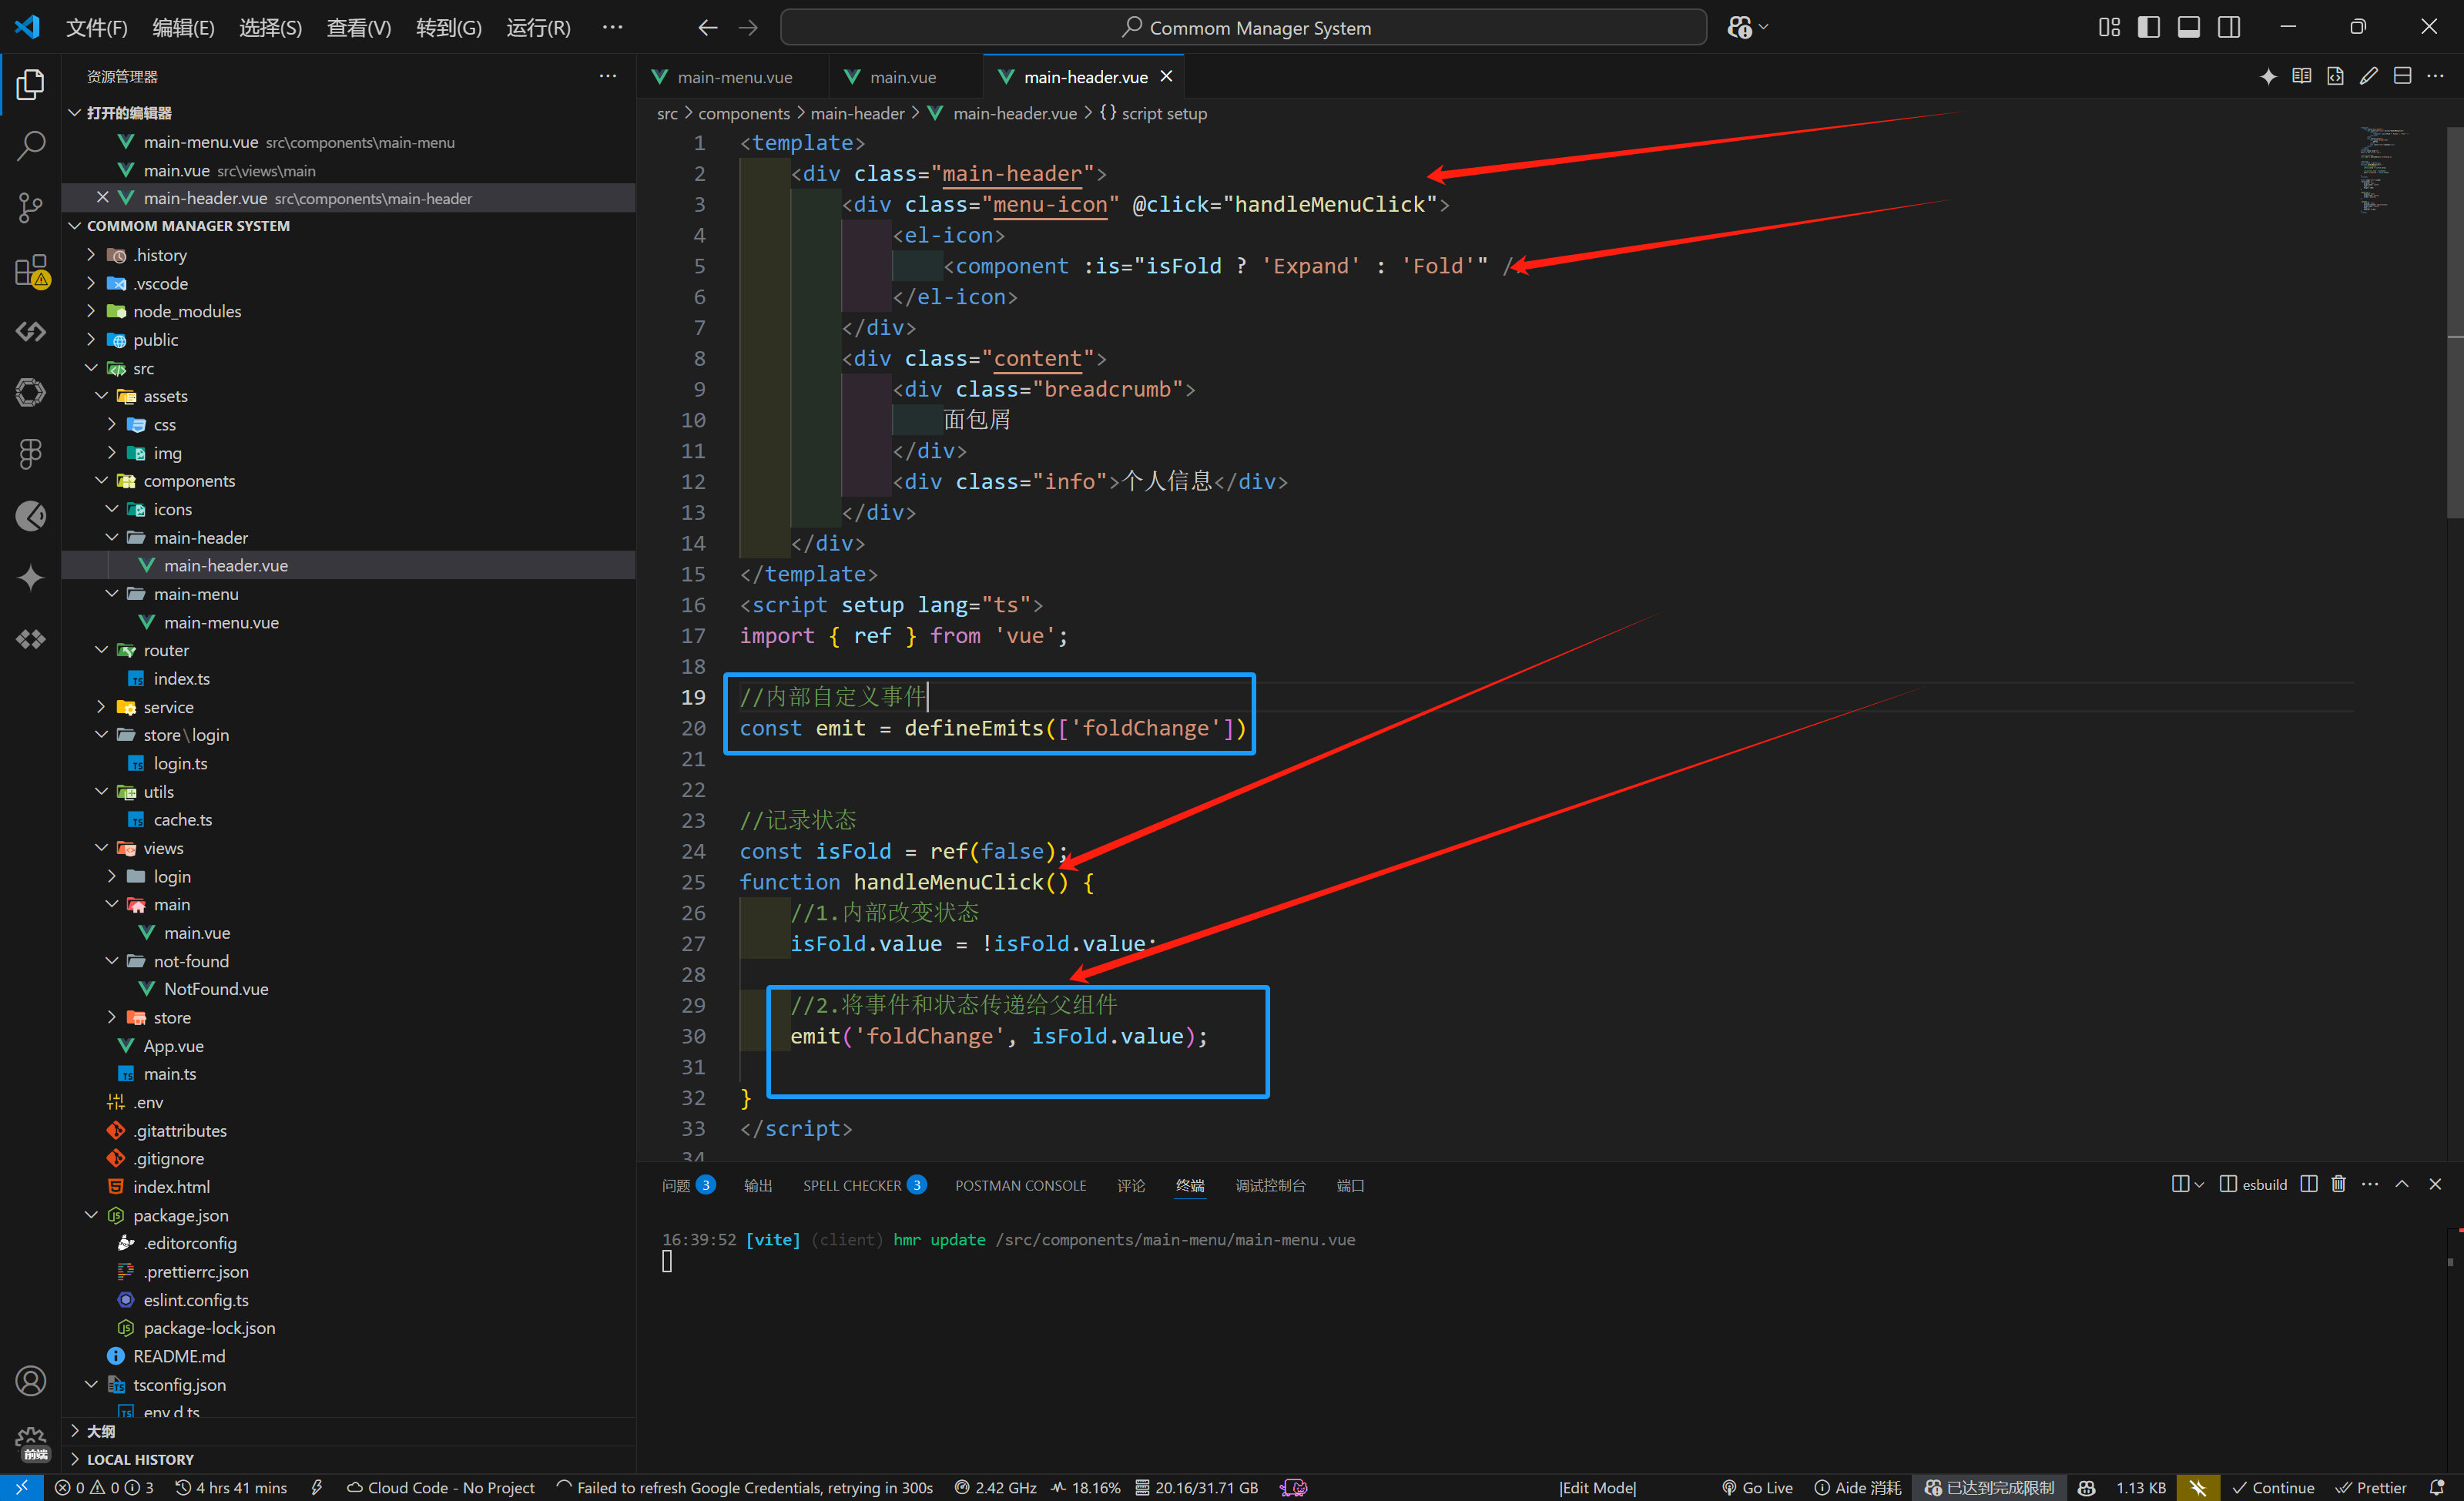 文件(F) 编辑(E) 选择(S) 查看(V) 转到(G) 运行(R) ··· Commom Manager System
资源管理器 ···
打开的编辑器
main-menu.vue src\components\main-menu
main.vue src\views\main
main-header.vue src\components\main-header
COMMOM MANAGER SYSTEM
.history
.vscode
node_modules
public
src
assets
css
img
components
icons
main-header
main-header.vue
main-menu
main-menu.vue
router
index.ts
service
store\login
login.ts
utils
cache.ts
views
login
main
main.vue
not-found
NotFound.vue
store
App.vue
main.ts
.env
.gitattributes
.gitignore
index.html
package.json
.editorconfig
.prettierrc.json
eslint.config.ts
package-lock.json
README.md
tsconfig.json
env.d.ts
大纲
LOCAL HISTORY
前端
main-menu.vue main.vue main-header.vue
src > components > main-header > main-header.vue > {} script setup
1 <template>
2 <div class="main-header">
3 <div class="menu-icon" @click="handleMenuClick">
4 <el-icon>
5 <component :is="isFold ? 'Expand' : 'Fold'" /
6 </el-icon>
7 </div>
8 <div class="content">
9 <div class="breadcrumb">
10 面包屑
11 </div>
12 <div class="info">个人信息</div>
13 </div>
14 </div>
15 </template>
16 <script setup lang="ts">
17 import { ref } from 'vue';
18
19 //内部自定义事件
20 const emit = defineEmits(['foldChange'])
21
22
23 //记录状态
24 const isFold = ref(false);
25 function handleMenuClick() {
26 //1.内部改变状态
27 isFold.value = !isFold.value;
28
29 //2.将事件和状态传递给父组件
30 emit('foldChange', isFold.value);
31
32 }
33 </script>
34
问题 3 输出 SPELL CHECKER 3 POSTMAN CONSOLE 评论 终端 调试控制台 端口 esbuild ···
16:39:52 [vite] (client) hmr update /src/components/main-menu/main-menu.vue
0 0 3 4 hrs 41 mins Cloud Code - No Project Failed to refresh Google Credentials, retrying in 300s 2.42 GHz 18.16% 20.16/31.71 GB |Edit Mode| Go Live Aide 消耗 已达到完成限制 1.13 KB Continue Prettier